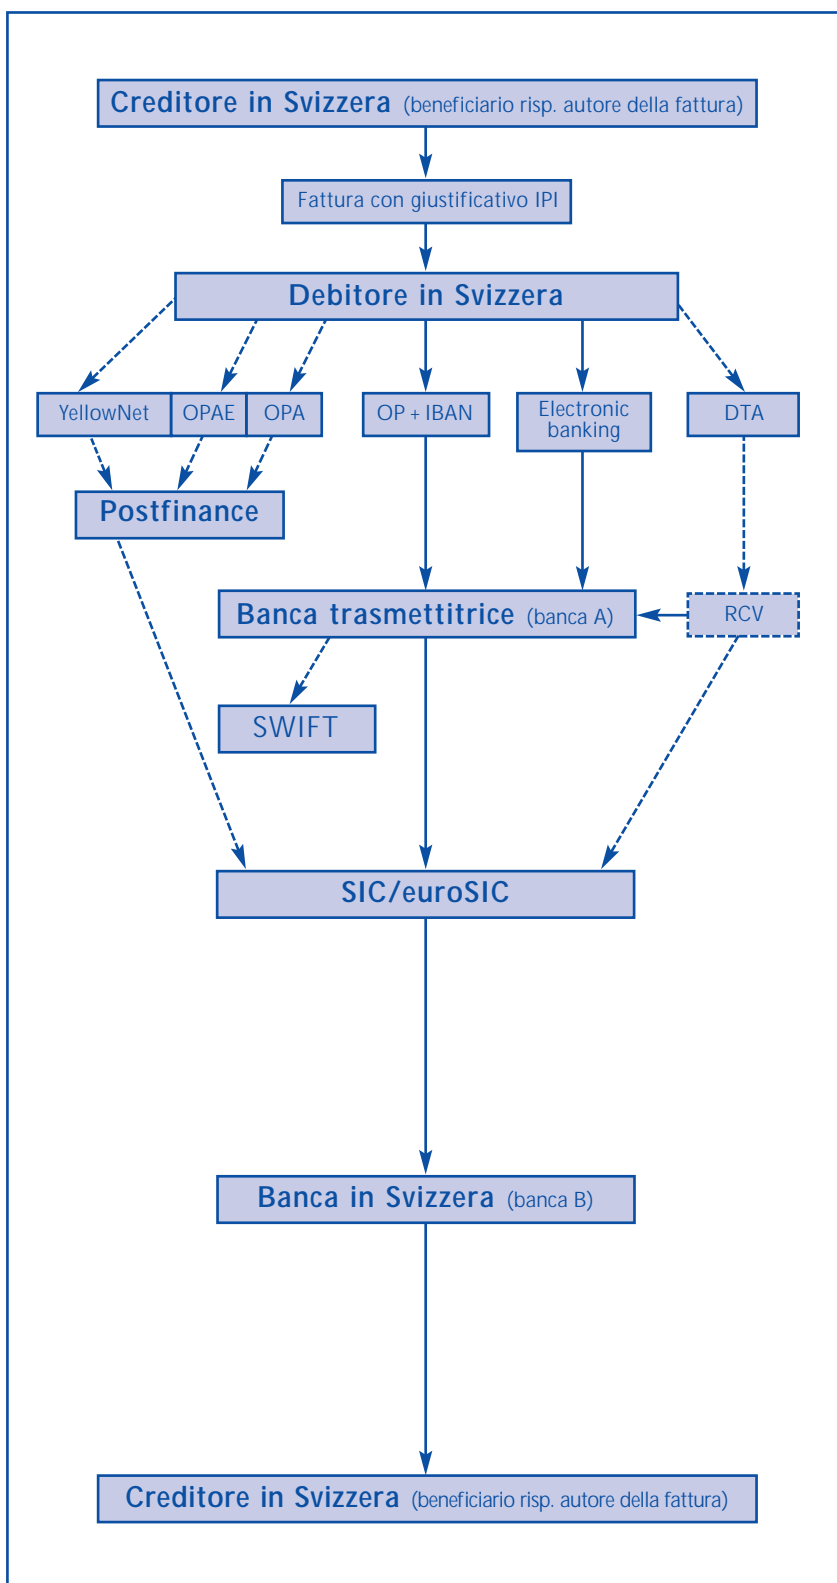 Creditore in Svizzera (beneficiario risp. autore della fattura)
Fattura con giustificativo IPI
Debitore in Svizzera
YellowNet
OPAE
OPA
OP + IBAN
Electronic
banking
DTA
Postfinance
Banca trasmettitrice (banca A)
RCV
SWIFT
SIC/euroSIC
Banca in Svizzera (banca B)
Creditore in Svizzera (beneficiario risp. autore della fattura)